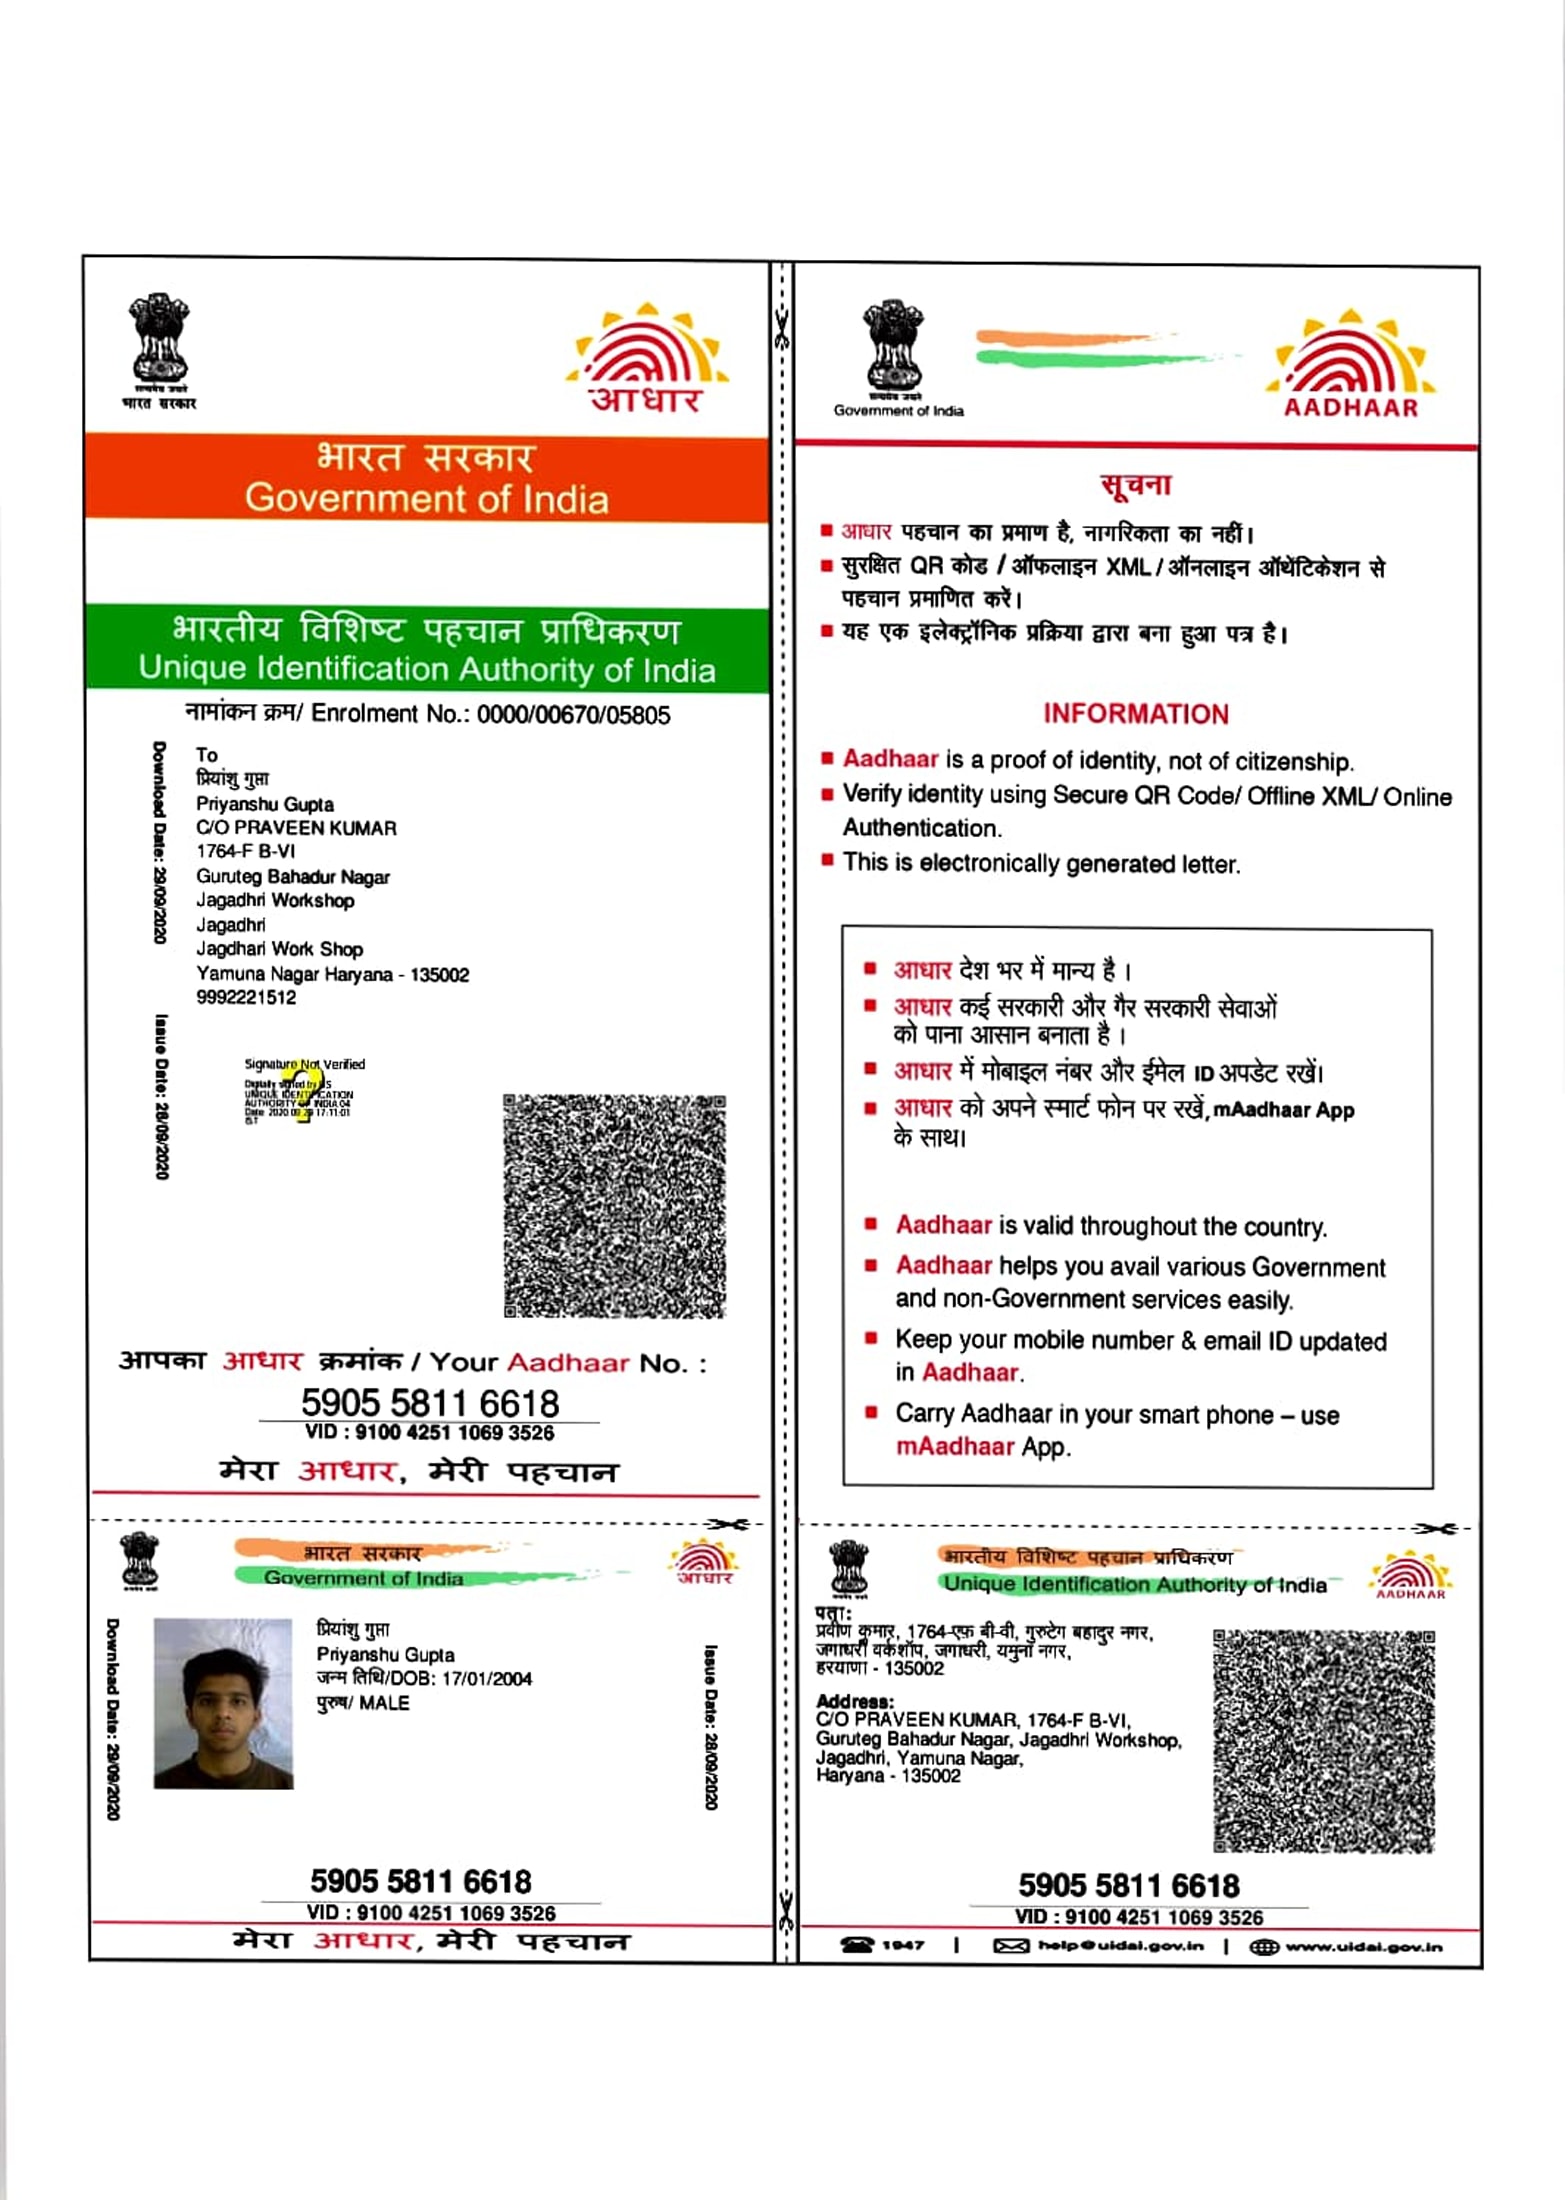 सत्यमेव जयते
भारत सरकार
आधार
भारत सरकार
Government of India
भारतीय विशिष्ट पहचान प्राधिकरण
Unique Identification Authority of India
नामांकन क्रम/ Enrolment No.: 0000/00670/05805
Download Date: 29/09/2020
Issue Date: 28/09/2020
To
प्रियांशु गुप्ता
Priyanshu Gupta
C/O PRAVEEN KUMAR
1764-F B-VI
Guruteg Bahadur Nagar
Jagadhri Workshop
Jagadhri
Jagdhari Work Shop
Yamuna Nagar Haryana - 135002
9992221512
Signature Not Verified
Digitally signed by DS
UNIQUE IDENTIFICATION
AUTHORITY OF INDIA 04
Date 2020 17:11:01
IST
आपका आधार क्रमांक / Your Aadhaar No. :
5905 5811 6618
VID : 9100 4251 1069 3526
मेरा आधार, मेरी पहचान
भारत सरकार
Government of India
आधार
Download Date: 29/09/2020
प्रियांशु गुप्ता
Priyanshu Gupta
जन्म तिथि/DOB: 17/01/2004
पुरुष/ MALE
Issue Date: 28/09/2020
5905 5811 6618
VID : 9100 4251 1069 3526
मेरा आधार, मेरी पहचान
सत्यमेव जयते
Government of India
AADHAAR
सूचना
आधार पहचान का प्रमाण है, नागरिकता का नहीं।
सुरक्षित QR कोड / ऑफलाइन XML / ऑनलाइन ऑथेंटिकेशन से
पहचान प्रमाणित करें।
यह एक इलेक्ट्रॉनिक प्रक्रिया द्वारा बना हुआ पत्र है।
INFORMATION
Aadhaar is a proof of identity, not of citizenship.
Verify identity using Secure QR Code/ Offline XML/ Online
Authentication.
This is electronically generated letter.
आधार देश भर में मान्य है ।
आधार कई सरकारी और गैर सरकारी सेवाओं
को पाना आसान बनाता है ।
आधार में मोबाइल नंबर और ईमेल ID अपडेट रखें।
आधार को अपने स्मार्ट फोन पर रखें, mAadhaar App
के साथ।
Aadhaar is valid throughout the country.
Aadhaar helps you avail various Government
and non-Government services easily.
Keep your mobile number & email ID updated
in Aadhaar.
Carry Aadhaar in your smart phone – use
mAadhaar App.
भारतीय विशिष्ट पहचान प्राधिकरण
Unique Identification Authority of India
AADHAAR
पता:
प्रवीण कुमार, 1764-एफ़ बी-वी, गुरुटेग बहादुर नगर,
जगाधरी वर्कशॉप, जगाधरी, यमुना नगर,
हरयाणा - 135002
Address:
C/O PRAVEEN KUMAR, 1764-F B-VI,
Guruteg Bahadur Nagar, Jagadhri Workshop,
Jagadhri, Yamuna Nagar,
Haryana - 135002
5905 5811 6618
VID : 9100 4251 1069 3526
1947 | help@uidai.gov.in | www.uidai.gov.in